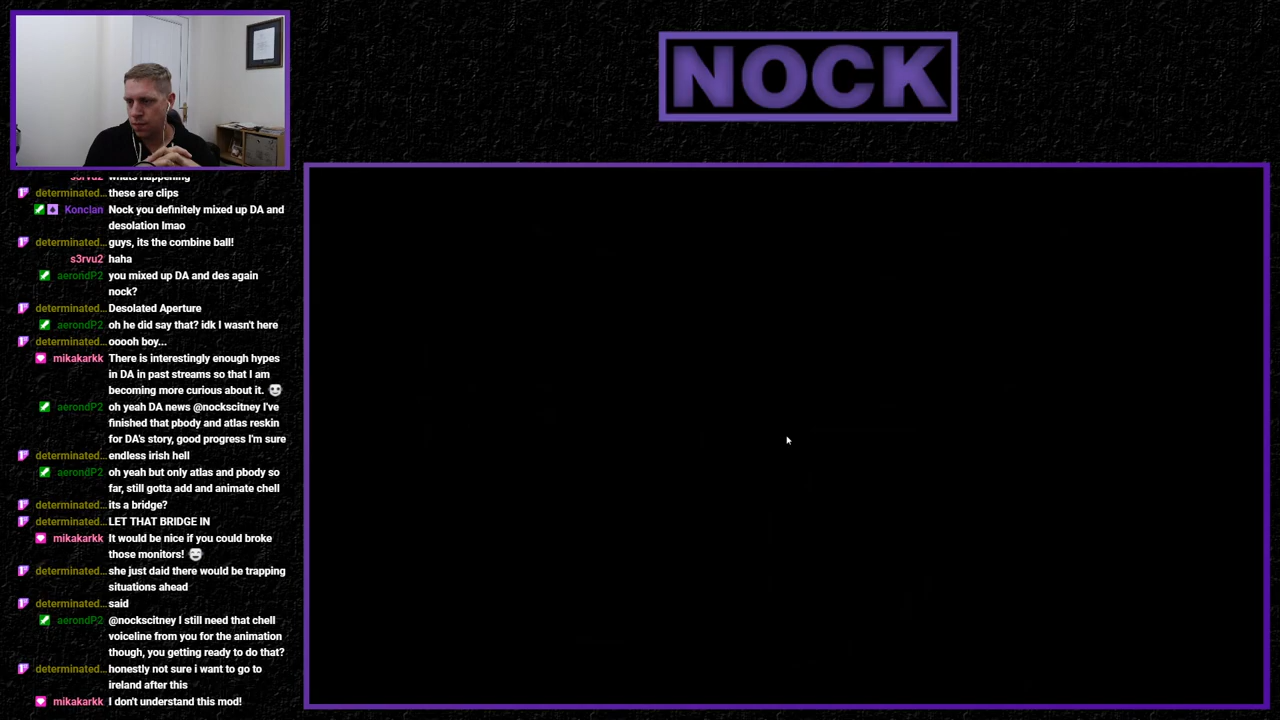 NOCK
s3rvu2 whats happening
determinated... these are clips
Konclan Nock you definitely mixed up DA and
desolation lmao
determinated... guys, its the combine ball!
s3rvu2 haha
aerondP2 you mixed up DA and des again
nock?
determinated... Desolated Aperture
aerondP2 oh he did say that? idk I wasn't here
determinated... ooooh boy...
mikakarkk There is interestingly enough hypes
in DA in past streams so that I am
becoming more curious about it.
aerondP2 oh yeah DA news @nockscitney I've
finished that pbody and atlas reskin
for DA's story, good progress I'm sure
determinated... endless irish hell
aerondP2 oh yeah but only atlas and pbody so
far, still gotta add and animate chell
determinated... its a bridge?
determinated... LET THAT BRIDGE IN
mikakarkk It would be nice if you could broke
those monitors!
determinated... she just daid there would be trapping
situations ahead
determinated... said
aerondP2 @nockscitney I still need that chell
voiceline from you for the animation
though, you getting ready to do that?
determinated... honestly not sure i want to go to
ireland after this
mikakarkk I don't understand this mod!